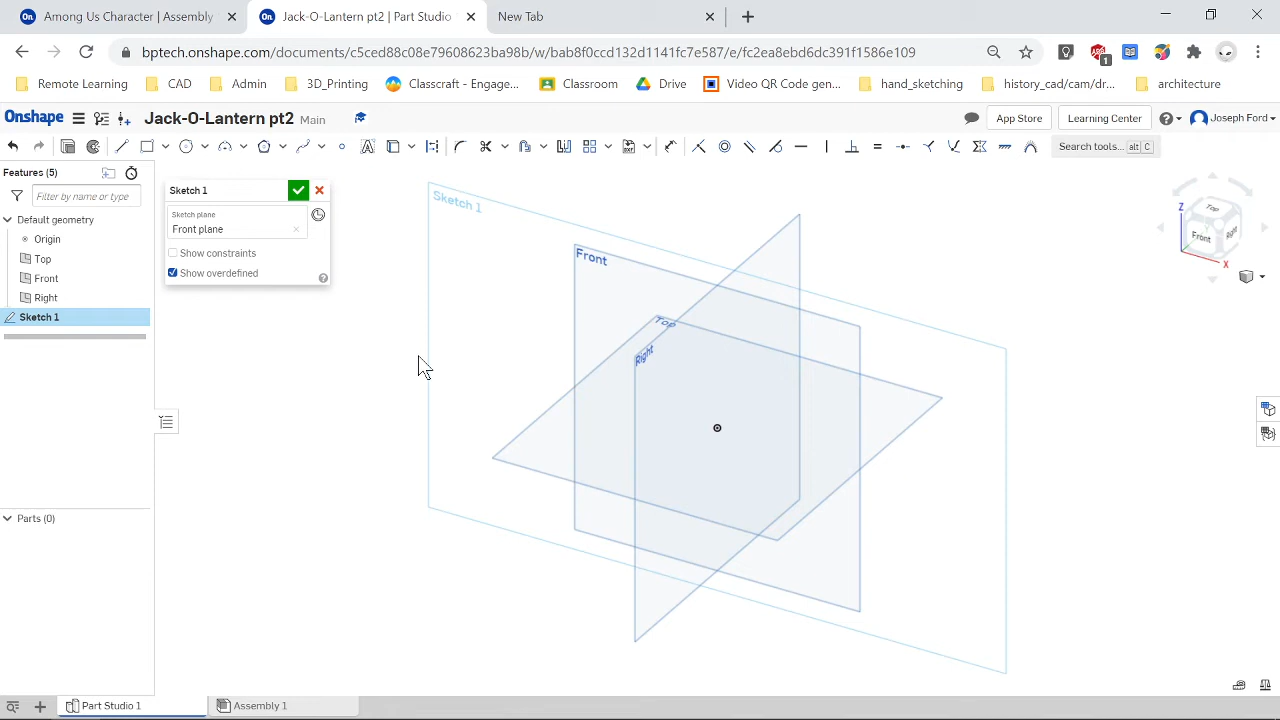 Among Us Character | Assembly
Jack-O-Lantern pt2 | Part Studio
New Tab
bptech.onshape.com/documents/c5ced88c08e79608623ba98b/w/bab8f0ccd132d1141fc7e587/e/fc2ea8ebd6dc391f1586e109
Remote Learning
CAD
Admin
3D_Printing
Classcraft - Engage...
Classroom
Drive
Video QR Code gen...
hand_sketching
history_cad/cam/dr...
architecture
Onshape
Jack-O-Lantern pt2 Main
App Store
Learning Center
Joseph Ford
Search tools... alt C
Features (5)
Filter by name or type
Default geometry
Origin
Top
Front
Right
Sketch 1
Parts (0)
Sketch 1
Sketch plane
Front plane
Show constraints
Show overdefined
Sketch 1
Front
Top
Right
Top
Front
Right
Z
X
Part Studio 1
Assembly 1